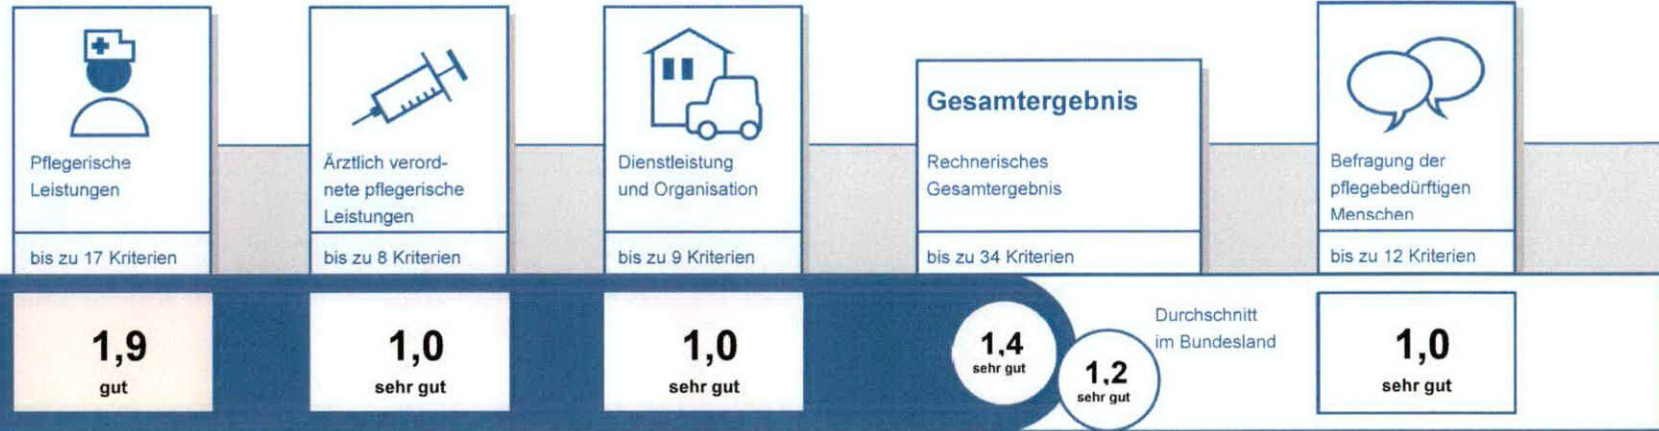 Pflegerische
Leistungen
bis zu 17 Kriterien
1,9
gut
Ärztlich verord-
nete pflegerische
Leistungen
bis zu 8 Kriterien
1,0
sehr gut
Dienstleistung
und Organisation
bis zu 9 Kriterien
1,0
sehr gut
Gesamtergebnis
Rechnerisches
Gesamtergebnis
bis zu 34 Kriterien
1,4
sehr gut
1,2
sehr gut
Durchschnitt
im Bundesland
Befragung der
pflegebedürftigen
Menschen
bis zu 12 Kriterien
1,0
sehr gut